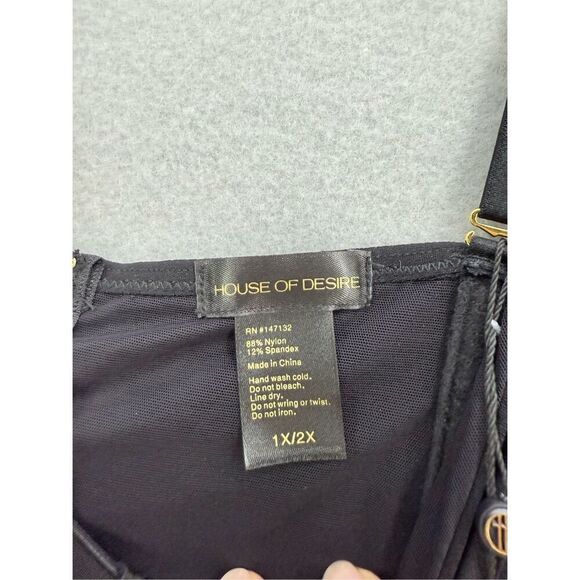 HOUSE OF DESIRE
RN #147132
88% Nylon
12% Spandex
Made in China
Hand wash cold.
Do not bleach.
Line dry.
Do not wring or twist.
Do not iron.
1X/2X